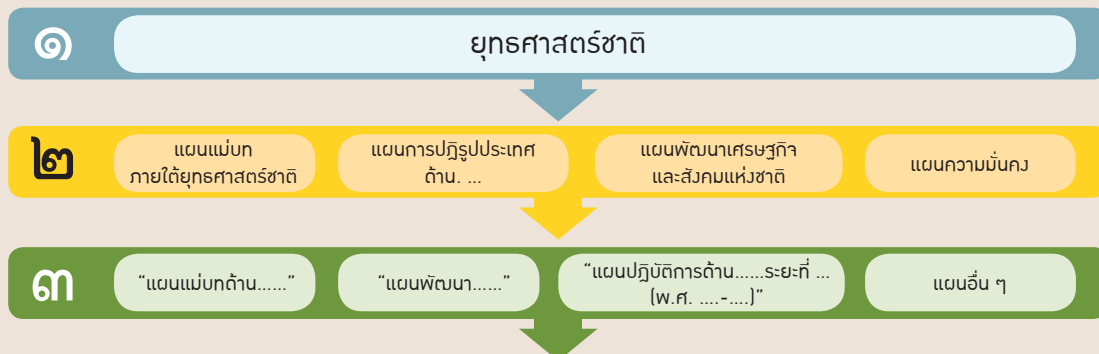 ๑
ยุทธศาสตร์ชาติ
๒
แผนแม่บท
ภายใต้ยุทธศาสตร์ชาติ
แผนการปฏิรูปประเทศ
ด้าน. ...
แผนพัฒนาเศรษฐกิจ
และสังคมแห่งชาติ
แผนความมั่นคง
๓
“แผนแม่บทด้าน......”
“แผนพัฒนา......”
“แผนปฏิบัติการด้าน......ระยะที่ ...
(พ.ศ. ....-....)”
แผนอื่น ๆ